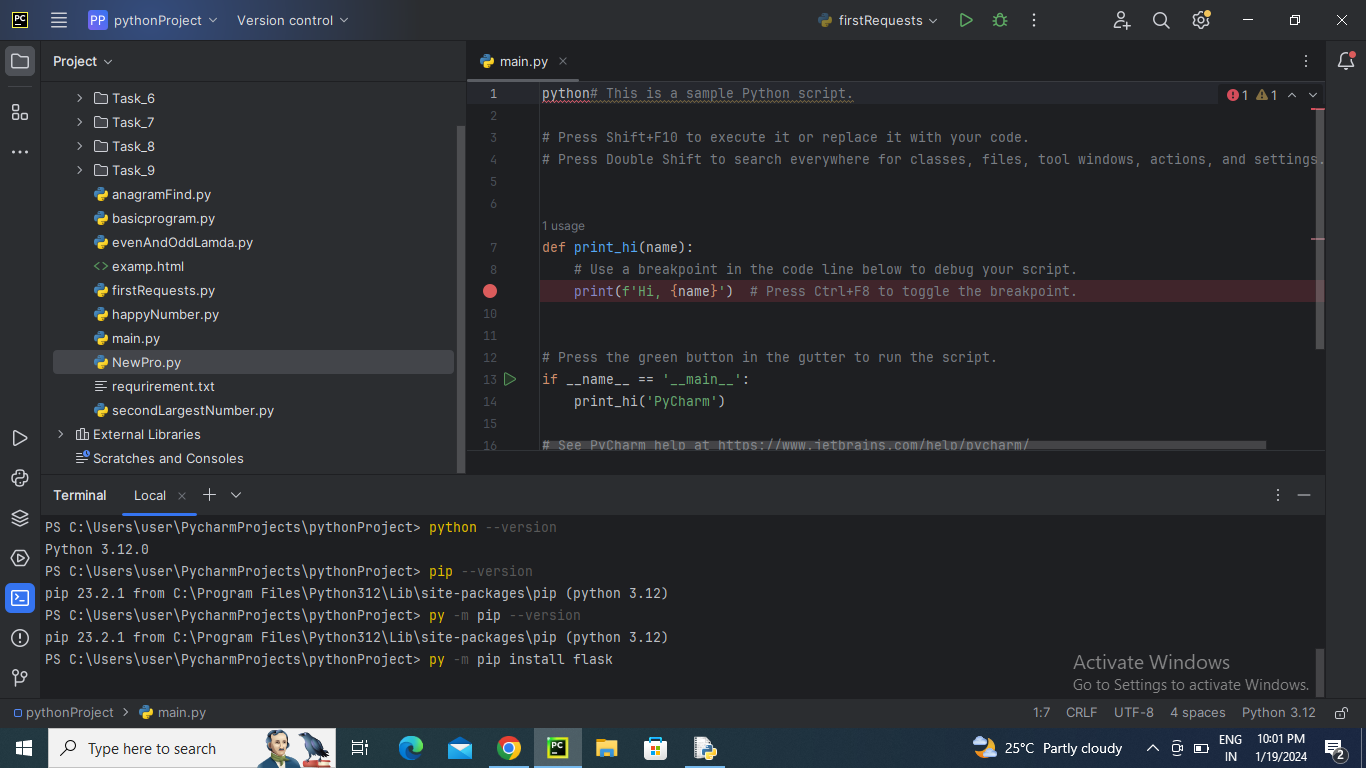 PC
PP pythonProject
Version control
firstRequests
Project
Task_6
Task_7
Task_8
Task_9
anagramFind.py
basicprogram.py
evenAndOddLamda.py
<> examp.html
firstRequests.py
happyNumber.py
main.py
NewPro.py
requrirement.txt
secondLargestNumber.py
External Libraries
Scratches and Consoles
main.py
1 python# This is a sample Python script.
1 1
2
3 # Press Shift+F10 to execute it or replace it with your code.
4 # Press Double Shift to search everywhere for classes, files, tool windows, actions, and settings.
5
6
1 usage
7 def print_hi(name):
8 # Use a breakpoint in the code line below to debug your script.
print(f'Hi, {name}') # Press Ctrl+F8 to toggle the breakpoint.
10
11
12 # Press the green button in the gutter to run the script.
13 if __name__ == '__main__':
14 print_hi('PyCharm')
15
16 # See PyCharm help at https://www.jetbrains.com/help/pycharm/
Terminal
Local
PS C:\Users\user\PycharmProjects\pythonProject> python --version
Python 3.12.0
PS C:\Users\user\PycharmProjects\pythonProject> pip --version
pip 23.2.1 from C:\Program Files\Python312\Lib\site-packages\pip (python 3.12)
PS C:\Users\user\PycharmProjects\pythonProject> py -m pip --version
pip 23.2.1 from C:\Program Files\Python312\Lib\site-packages\pip (python 3.12)
PS C:\Users\user\PycharmProjects\pythonProject> py -m pip install flask
Activate Windows
Go to Settings to activate Windows.
pythonProject > main.py
1:7 CRLF UTF-8 4 spaces Python 3.12
Type here to search
PC
25°C Partly cloudy
ENG
IN
10:01 PM
1/19/2024
2